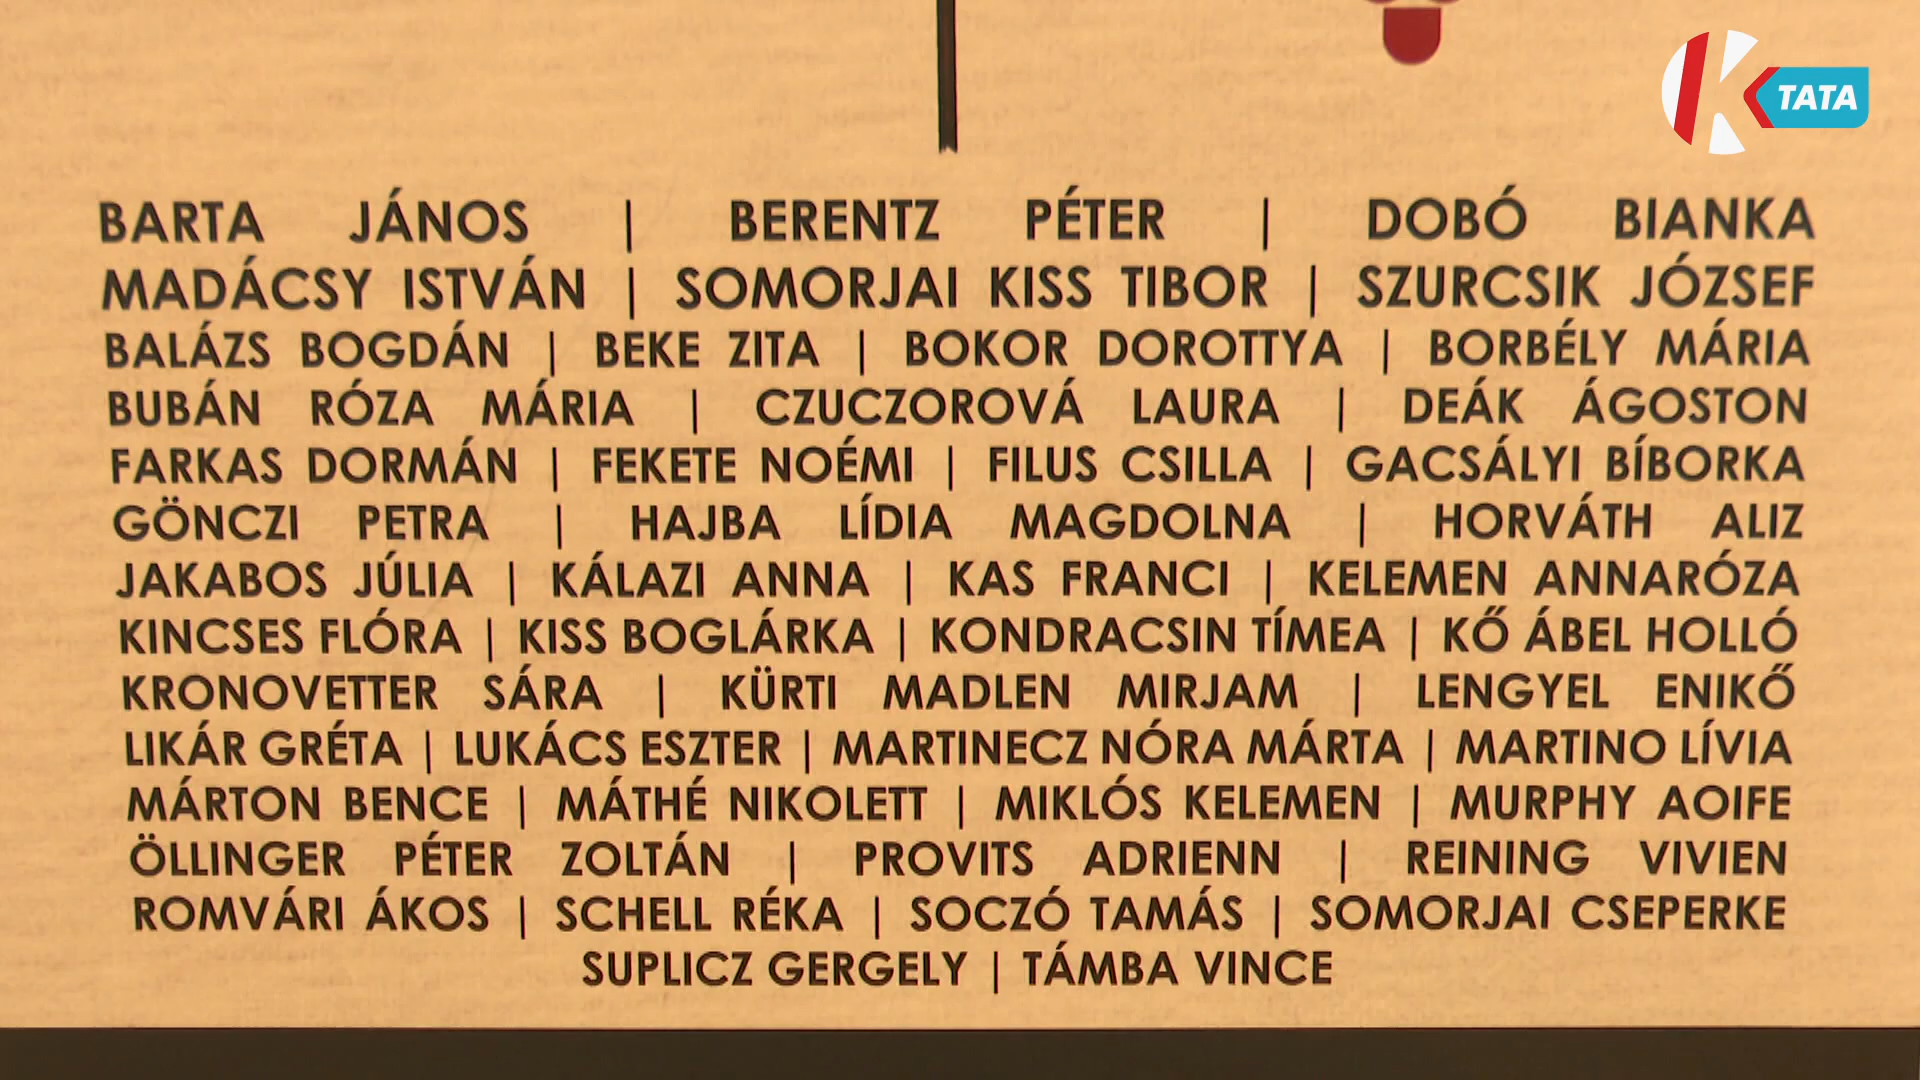 K TATA
BARTA JÁNOS | BERENTZ PÉTER | DOBÓ BIANKA
MADÁCSY ISTVÁN | SOMORJAI KISS TIBOR | SZURCSIK JÓZSEF
BALÁZS BOGDÁN | BEKE ZITA | BOKOR DOROTTYA | BORBÉLY MÁRIA
BUBÁN RÓZA MÁRIA | CZUCZOROVÁ LAURA | DEÁK ÁGOSTON
FARKAS DORMÁN | FEKETE NOÉMI | FILUS CSILLA | GACSÁLYI BÍBORKA
GÖNCZI PETRA | HAJBA LÍDIA MAGDOLNA | HORVÁTH ALIZ
JAKABOS JÚLIA | KÁLAZI ANNA | KAS FRANCI | KELEMEN ANNARÓZA
KINCSES FLÓRA | KISS BOGLÁRKA | KONDRACSIN TÍMEA | KŐ ÁBEL HOLLÓ
KRONOVETTER SÁRA | KÜRTI MADLEN MIRJAM | LENGYEL ENIKŐ
LIKÁR GRÉTA | LUKÁCS ESZTER | MARTINECZ NÓRA MÁRTA | MARTINO LÍVIA
MÁRTON BENCE | MÁTHÉ NIKOLETT | MIKLÓS KELEMEN | MURPHY AOIFE
ÖLLINGER PÉTER ZOLTÁN | PROVITS ADRIENN | REINING VIVIEN
ROMVÁRI ÁKOS | SCHELL RÉKA | SOCZÓ TAMÁS | SOMORJAI CSEPERKE
SUPLICZ GERGELY | TÁMBA VINCE